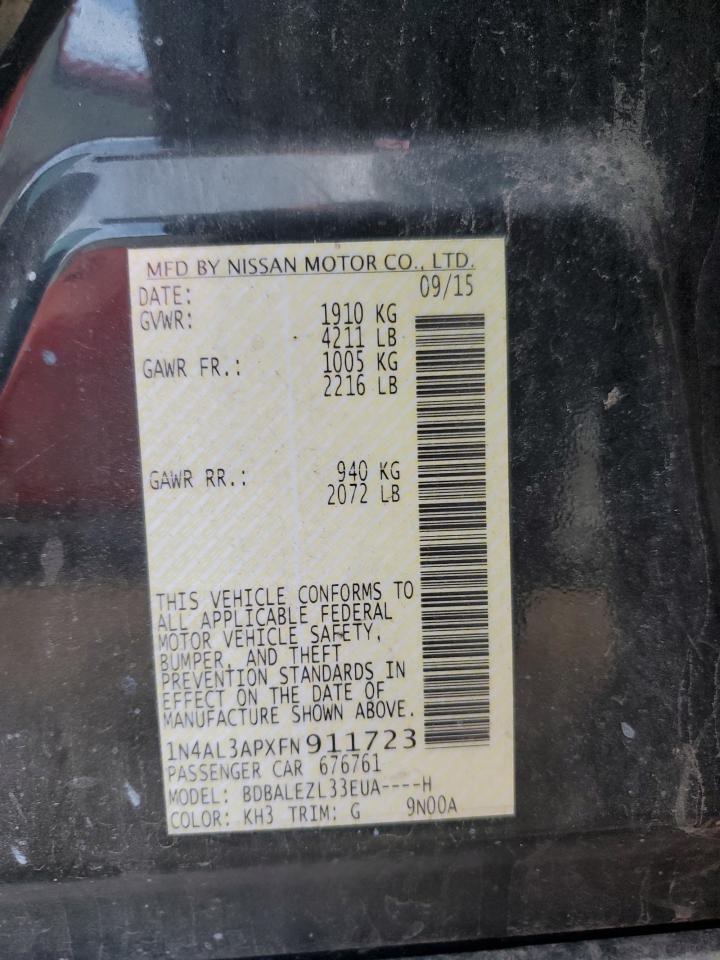 MFD BY NISSAN MOTOR CO., LTD.
DATE: 09/15
GVWR: 1910 KG
4211 LB
GAWR FR.: 1005 KG
2216 LB
GAWR RR.: 940 KG
2072 LB
THIS VEHICLE CONFORMS TO
ALL APPLICABLE FEDERAL
MOTOR VEHICLE SAFETY,
BUMPER, AND THEFT
PREVENTION STANDARDS IN
EFFECT ON THE DATE OF
MANUFACTURE SHOWN ABOVE.
1N4AL3APXFN911723
PASSENGER CAR 676761
MODEL: BDBALEZL33EUA----H
COLOR: KH3 TRIM: G 9N00A